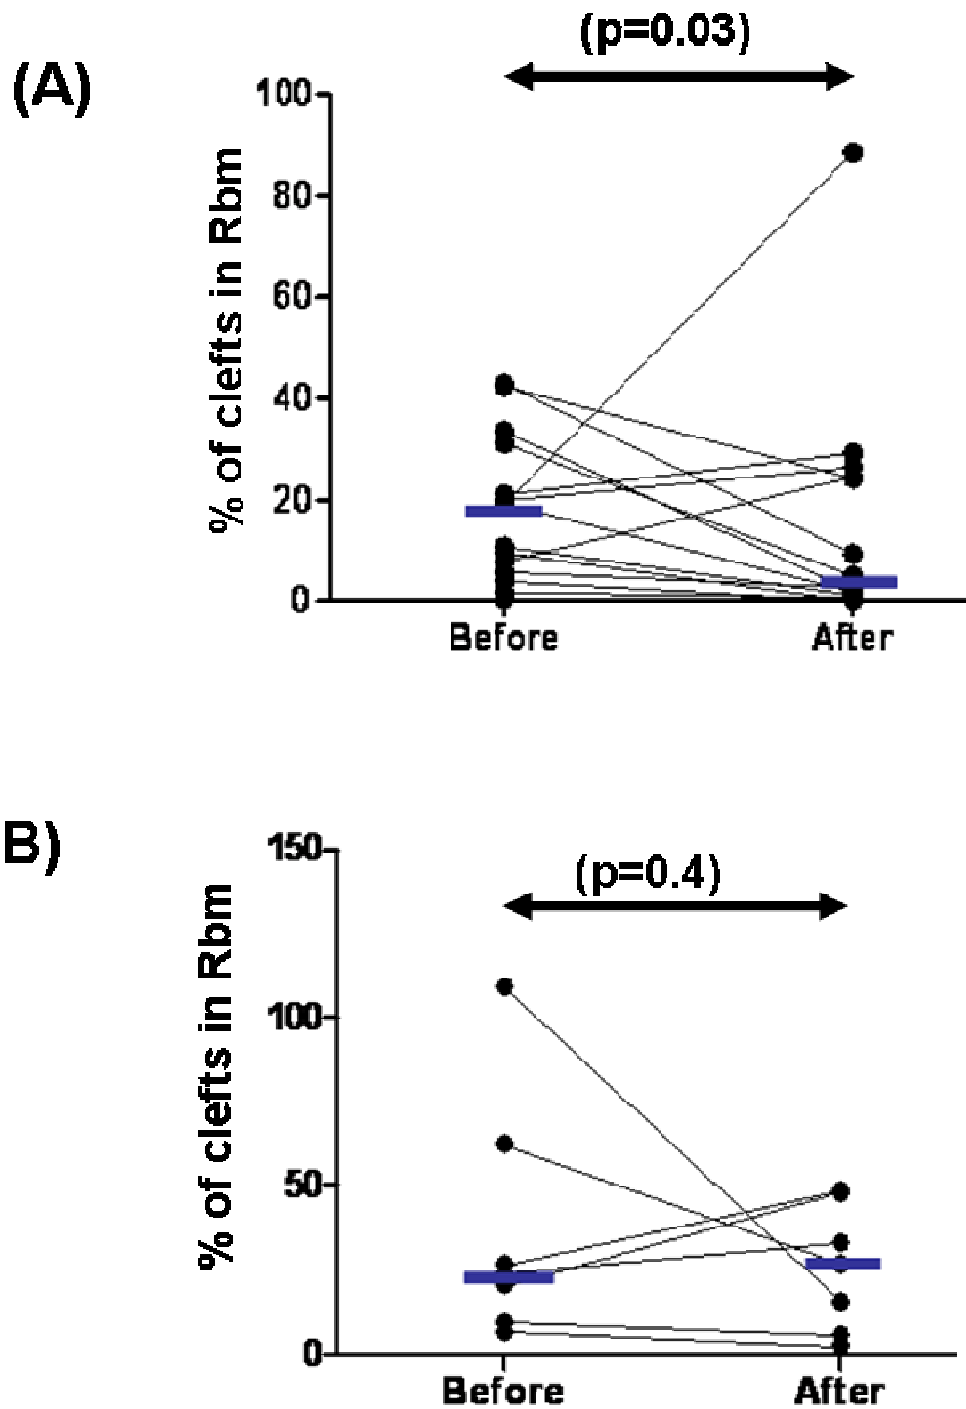 (A)
(p=0.03)
% of clefts in Rbm
100
80
60
40
20
0
Before After
B)
(p=0.4)
% of clefts in Rbm
150
100
50
0
Before After